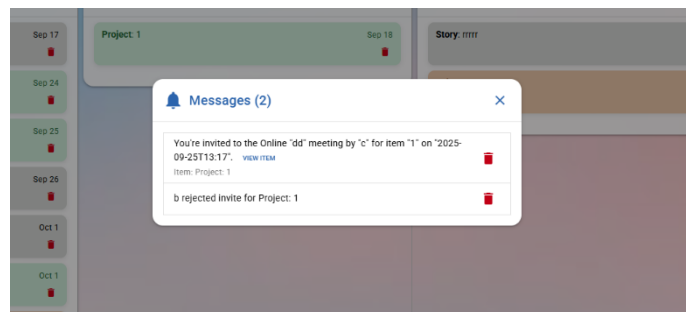 Sep 17
Project: 1
Sep 18
Story: rrrrr
Sep 24
Messages (2)
Sep 25
You're invited to the Online "dd" meeting by "c" for item "1" on "2025-
09-25T13:17". VIEW ITEM
Item: Project: 1
Sep 26
b rejected invite for Project: 1
Oct 1
Oct 1